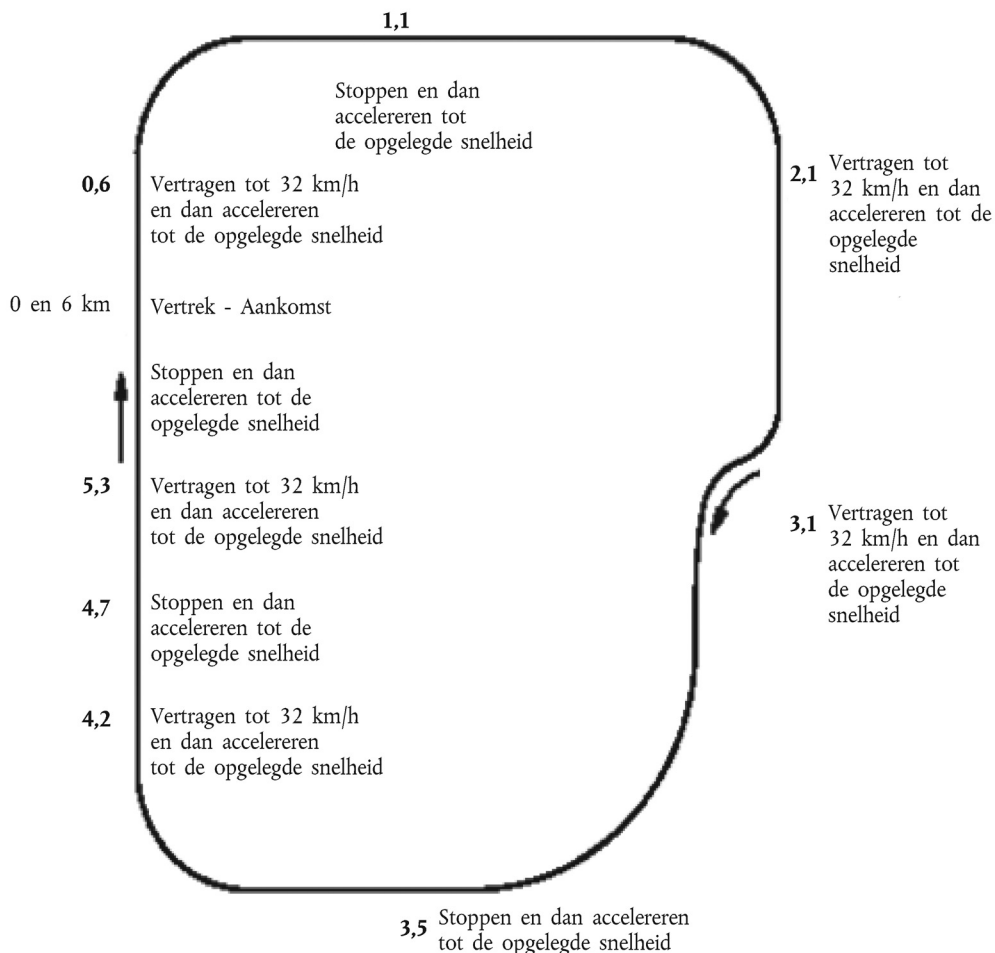 1,1
Stoppen en dan
accelereren tot
de opgelegde snelheid
0,6 Vertragen tot 32 km/h
en dan accelereren
tot de opgelegde snelheid
2,1 Vertragen tot
32 km/h en dan
accelereren tot de
opgelegde
snelheid
0 en 6 km Vertrek - Aankomst
Stoppen en dan
accelereren tot de
opgelegde snelheid
5,3 Vertragen tot 32 km/h
en dan accelereren
tot de opgelegde snelheid
3,1 Vertragen tot
32 km/h en dan
accelereren tot
de opgelegde
snelheid
4,7 Stoppen en dan
accelereren tot de
opgelegde snelheid
4,2 Vertragen tot 32 km/h
en dan accelereren
tot de opgelegde snelheid
3,5 Stoppen en dan accelereren
tot de opgelegde snelheid